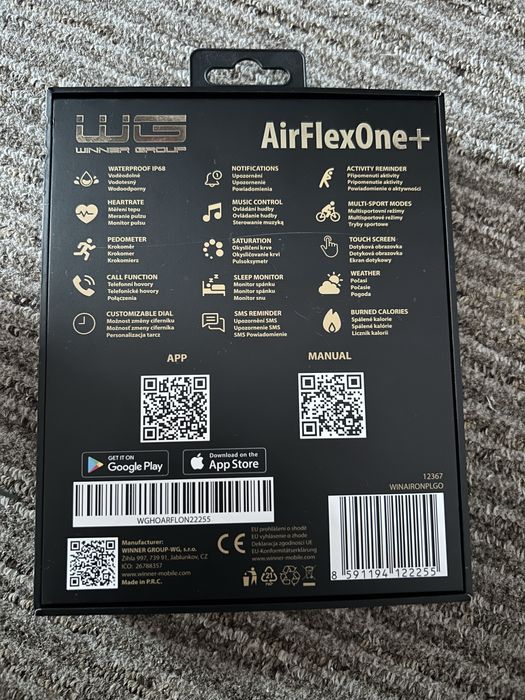 WG
WINNER GROUP
AirFlexOne+
WATERPROOF IP68
Voděodolné
Vodotesný
Wodoodporny
NOTIFICATIONS
Upozornění
Upozornenie
Powiadomienia
ACTIVITY REMINDER
Připomenutí aktivity
Pripomenutie aktivity
Powiadomienie o aktywności
HEARTRATE
Měření tepu
Meranie pulzu
Monitor pulsu
MUSIC CONTROL
Ovládání hudby
Ovládanie hudby
Sterowanie muzyką
MULTI-SPORT MODES
Multisportovní režimy
Multisportové režimy
Tryby sportowe
PEDOMETER
Krokoměr
Krokomer
Krokomierz
SATURATION
Okysličení krve
Okysličovanie krvi
Pulsoksymetr
TOUCH SCREEN
Dotyková obrazovka
Dotyková obrazovka
Ekran dotykowy
CALL FUNCTION
Telefonní hovory
Telefonické hovory
Połączenia
SLEEP MONITOR
Monitor spánku
Monitor spánku
Monitor snu
WEATHER
Počasí
Počasie
Pogoda
CUSTOMIZABLE DIAL
Možnost změny ciferníku
Možnosť zmeny ciferníka
Personalizacja tarcz
SMS REMINDER
Upozornění SMS
Upozornenie SMS
SMS Powiadomienie
BURNED CALORIES
Spálené kalorie
Spálené kalórie
Licznik kalorii
APP
MANUAL
GET IT ON
Google Play
Download on the
App Store
12367
WINAIRONPLGO
WGHOARFLON22255
Manufacturer:
WINNER GROUP-WG, s.r.o.
Žihla 997, 739 91, Jablunkov, CZ
IČO: 26788357
www.winner-mobile.com
Made in P.R.C.
CE
EU prohlášení o shodě
EU vyhlásenie o zhode
Deklaracja zgodności UE
EU-Konformitätserklärung
www.winner-mobile.com
21
PAP
8 591194 122255